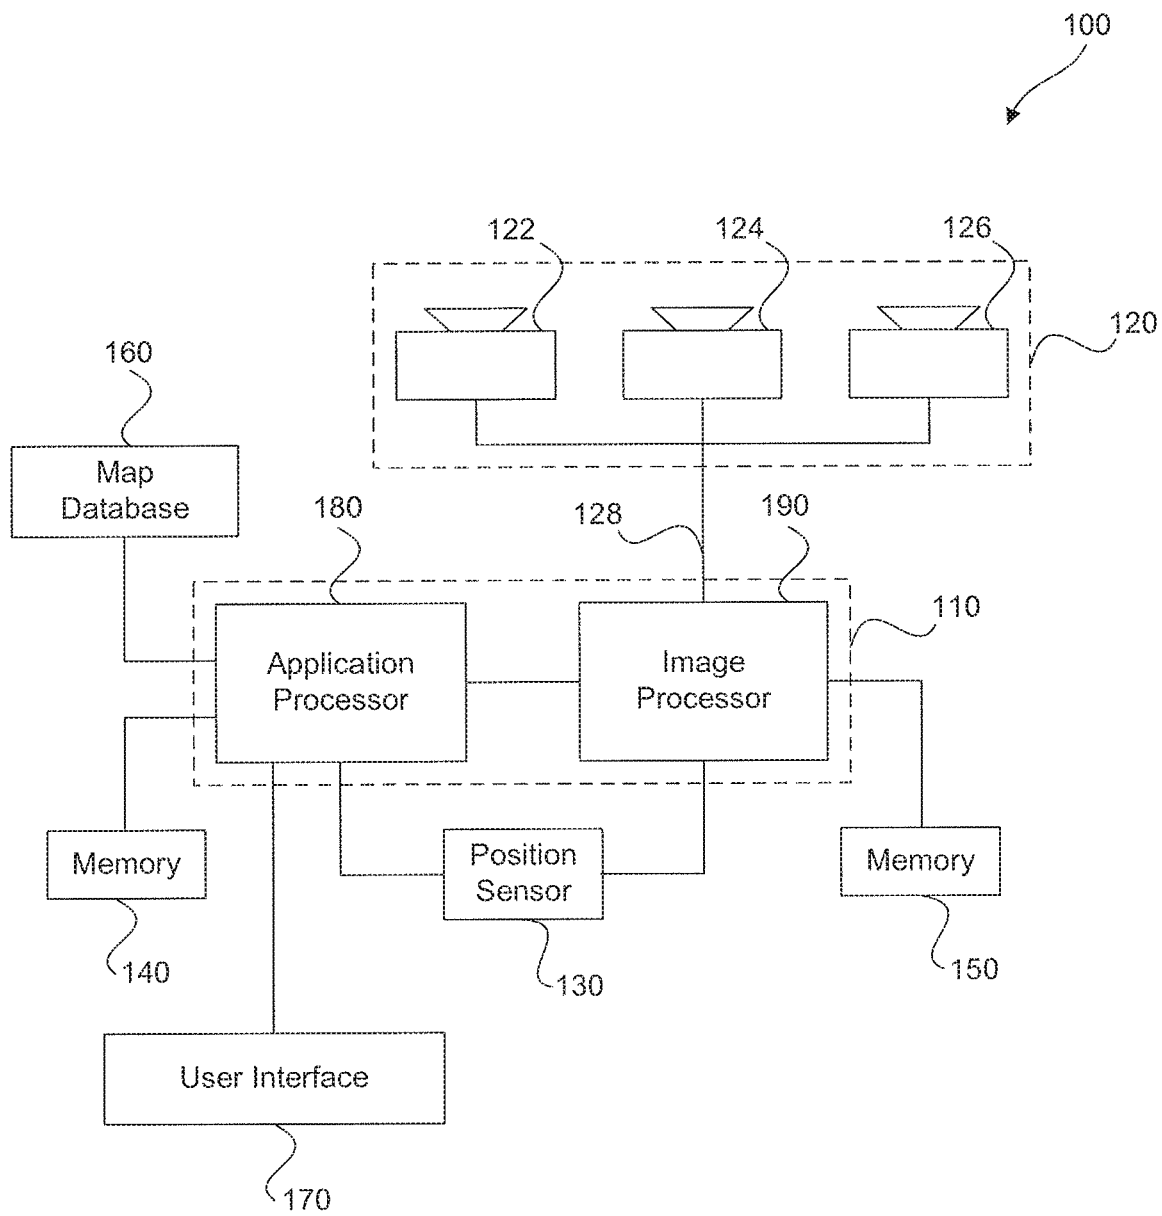 100
122
124
126
120
160
Map
Database
180
128
190
110
Application
Processor
Image
Processor
Memory
Position
Sensor
Memory
140
130
150
User Interface
170